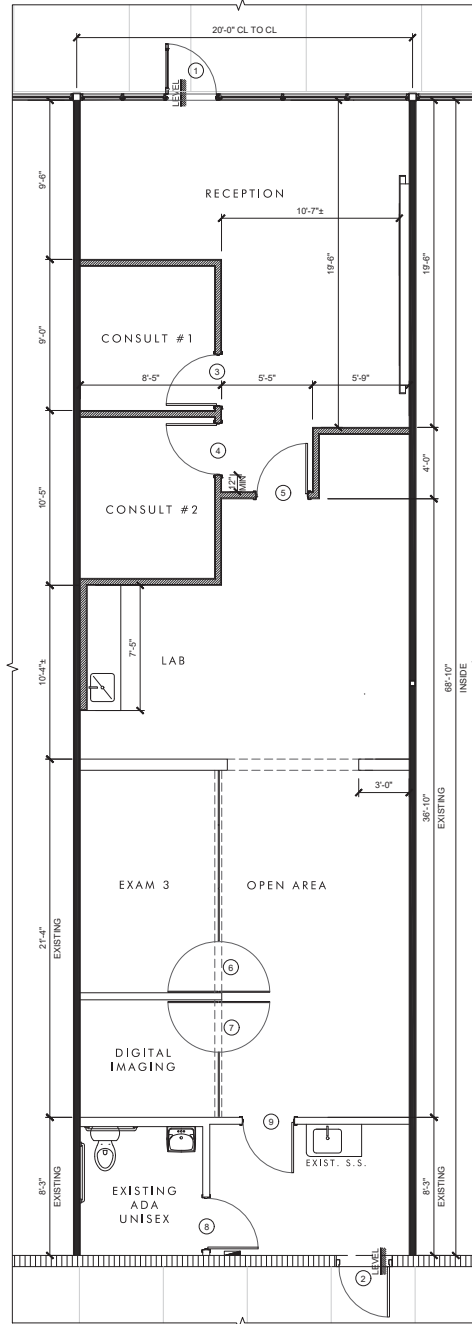 20'-0" CL TO CL
1
LEVEL
9'-6"
RECEPTION
10'-7"±
19'-6"
19'-6"
9'-0"
CONSULT #1
3
8'-5"
5'-5"
5'-9"
4
12"
MIN
5
4'-0"
10'-5"
CONSULT #2
7'-5"
LAB
10'-4"±
68'-10"
INSIDE
3'-0"
36'-10"
EXISTING
EXAM 3
OPEN AREA
21'-4"
EXISTING
6
7
DIGITAL
IMAGING
9
EXIST. S.S.
8'-3"
EXISTING
EXISTING
ADA
UNISEX
8
8'-3"
EXISTING
LEVEL
2